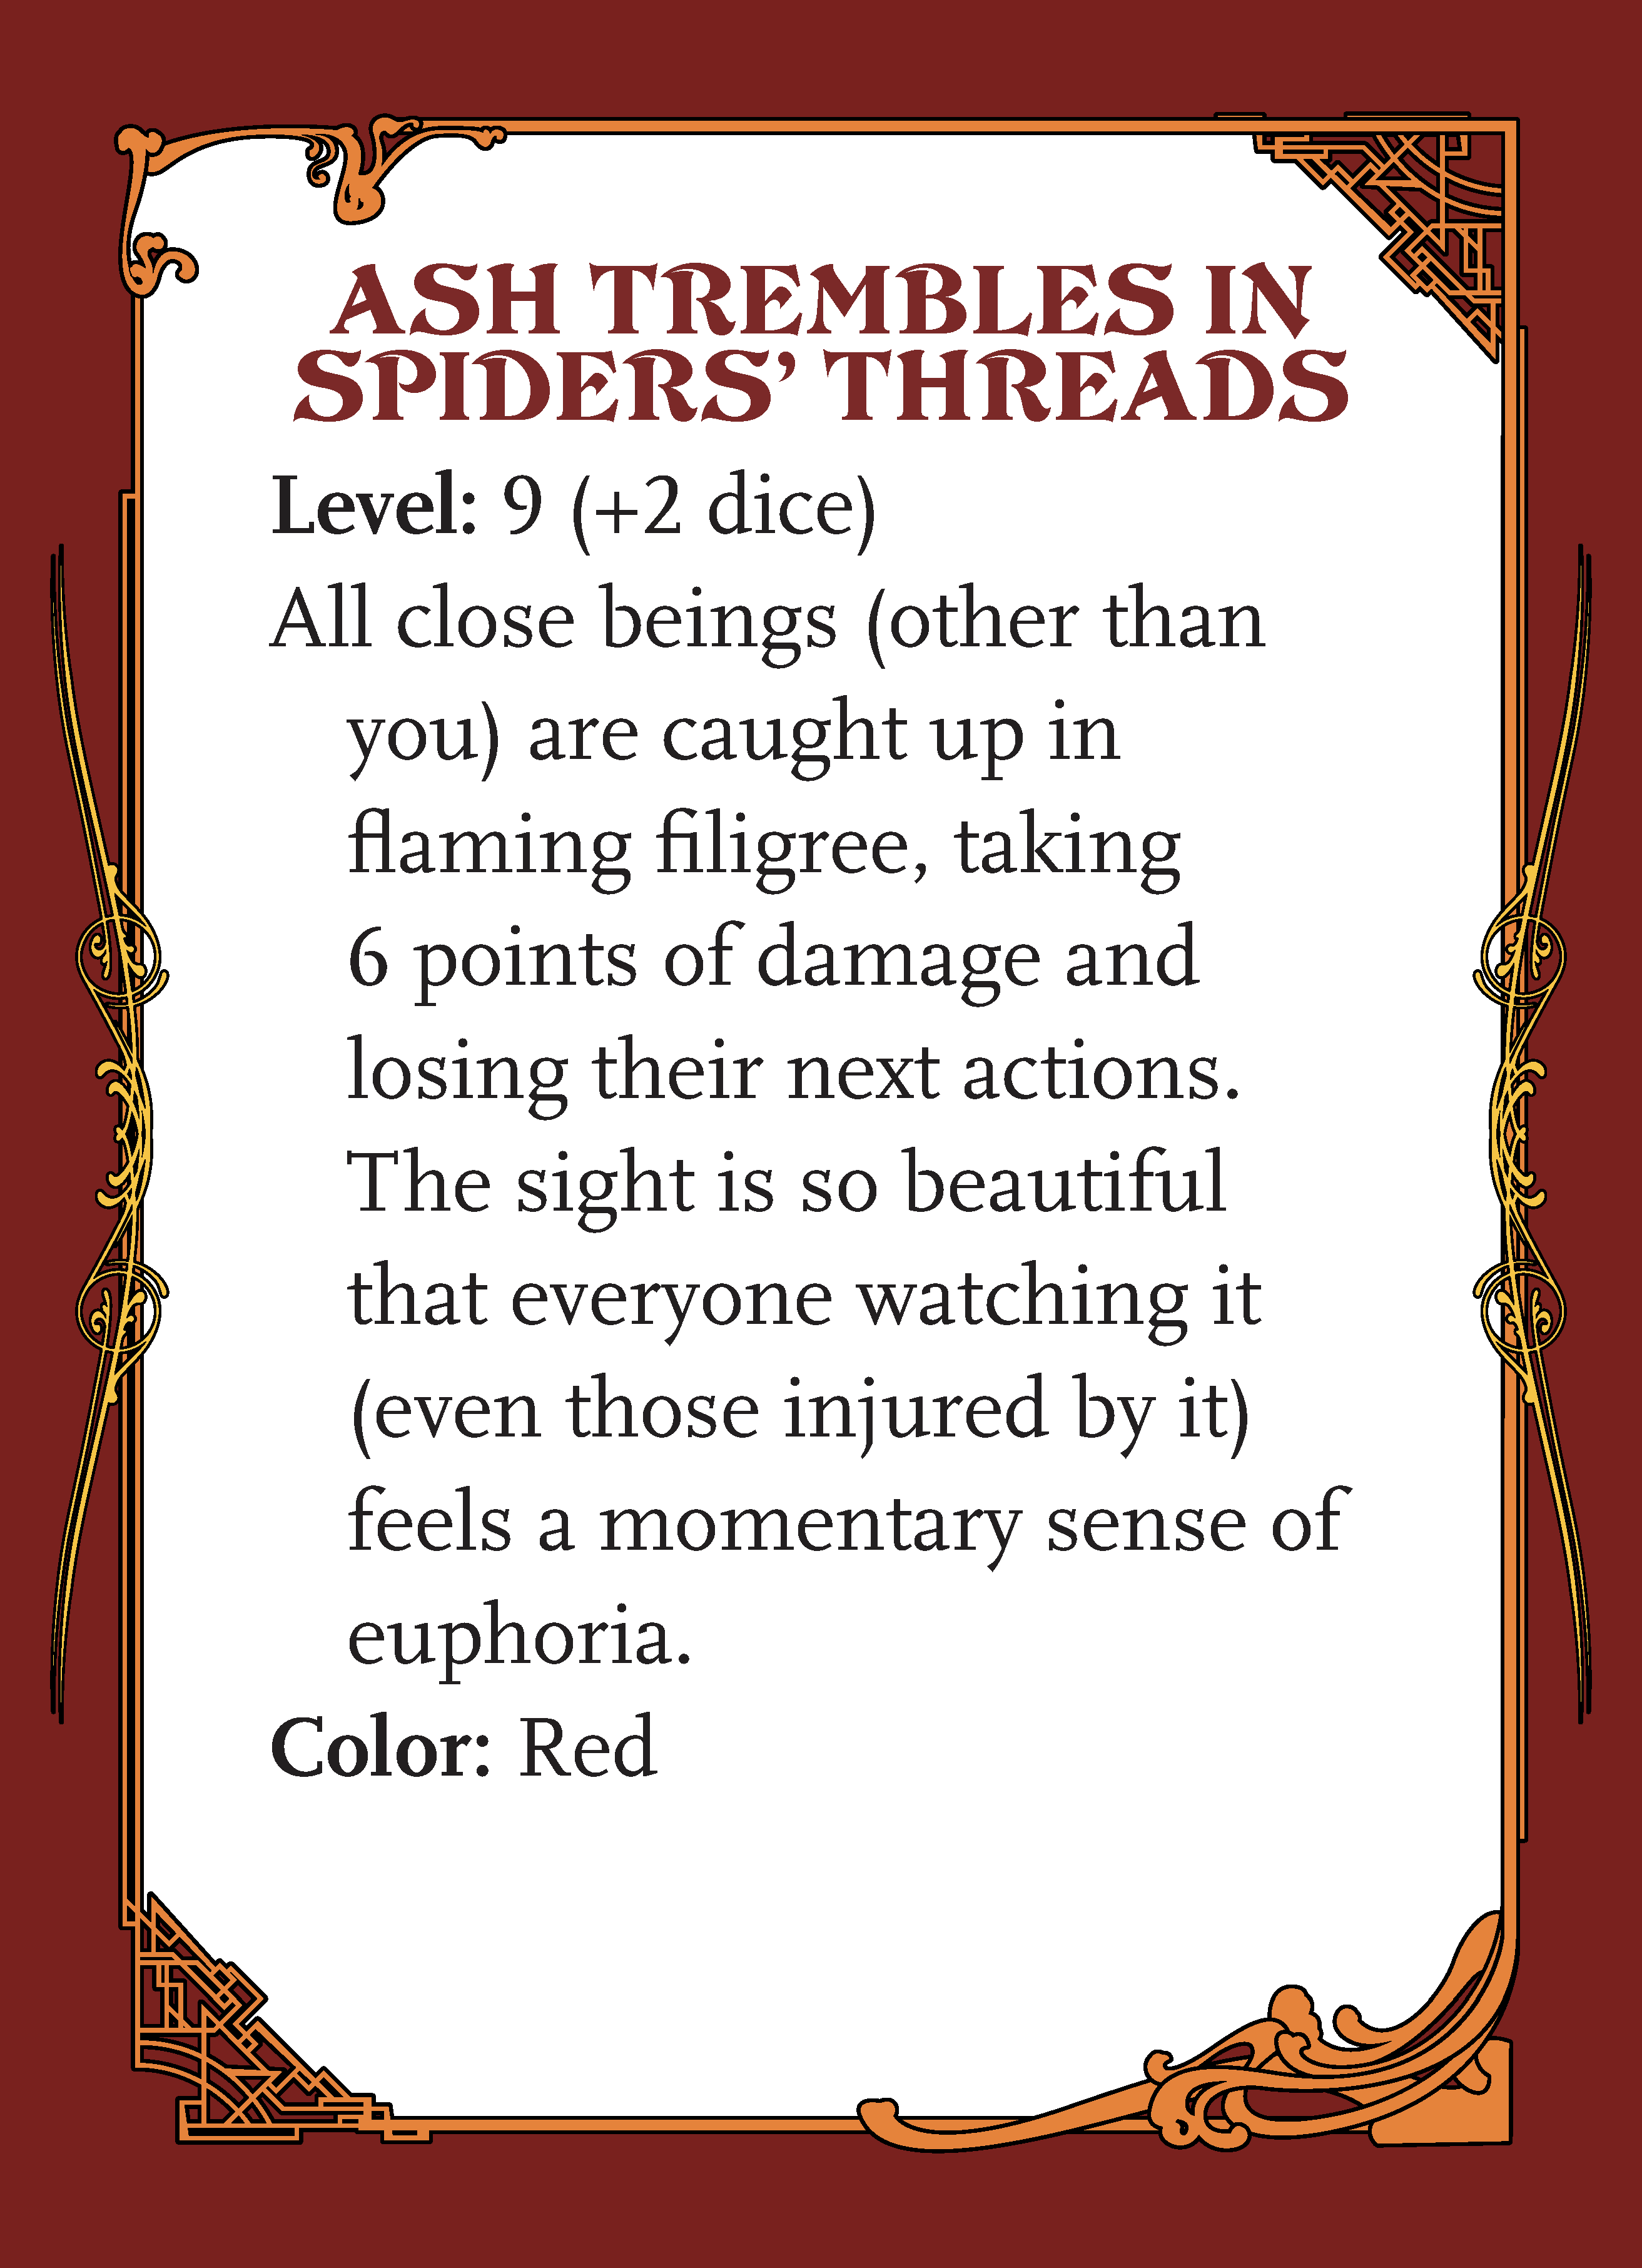 ASH TREMBLES IN
SPIDERS’ THREADS
Level: 9 (+2 dice)
All close beings (other than
you) are caught up in
flaming filigree, taking
6 points of damage and
losing their next actions.
The sight is so beautiful
that everyone watching it
(even those injured by it)
feels a momentary sense of
euphoria.
Color: Red